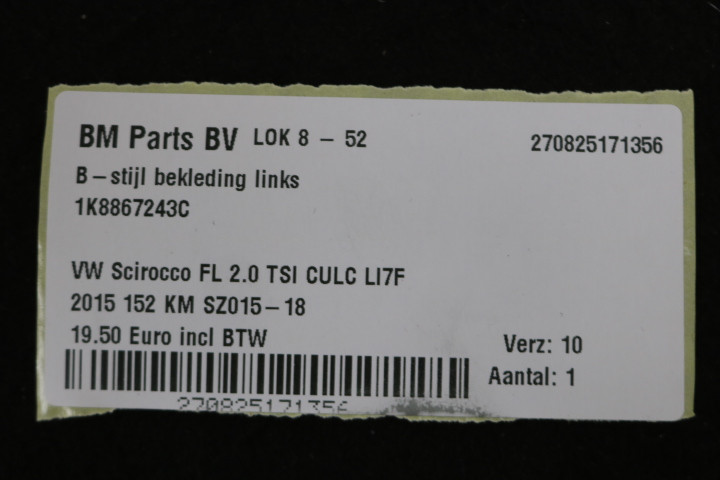 BM Parts BV LOK 8 - 52 270825171356
B-stijl bekleding links
1K8867243C
VW Scirocco FL 2.0 TSI CULC LI7F
2015 152 KM SZ015-18
19.50 Euro incl BTW
Verz: 10
Aantal: 1
270825171356